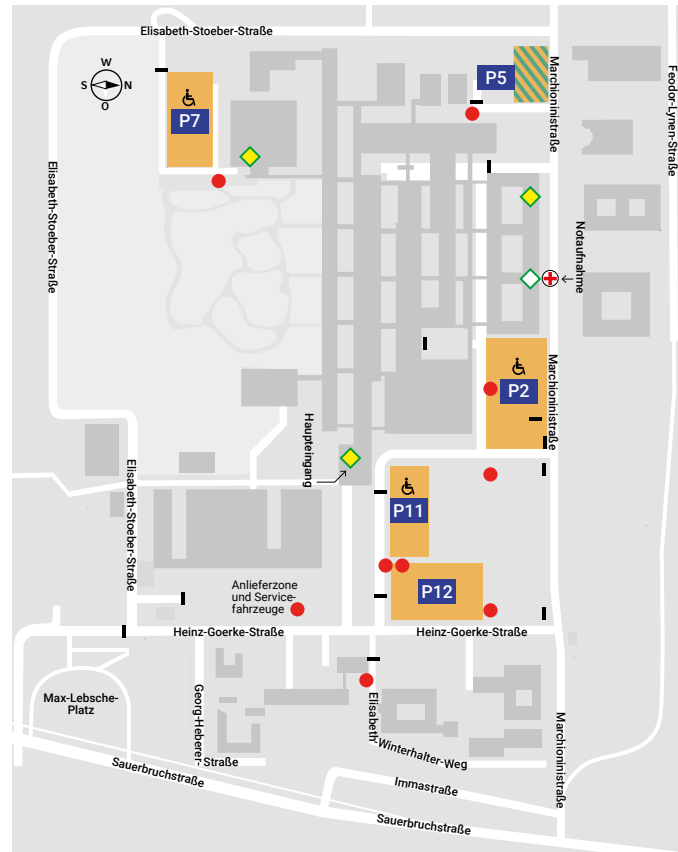 Elisabeth-Stoeber-Straße
W
S
N
O
P5
P7
Marchioninistraße
Feodor-Lynen-Straße
Elisabeth-Stoeber-Straße
Notaufnahme
P2
Marchioninistraße
Haupteingang
Elisabeth-Stoeber-Straße
P11
P12
Anlieferzone
und Service-
fahrzeuge
Heinz-Goerke-Straße
Heinz-Goerke-Straße
Max-Lebsche-
Platz
Georg-Heberer-Straße
Elisabeth-Winterhalter-Weg
Marchioninistraße
Sauerbruchstraße
Immastraße
Sauerbruchstraße